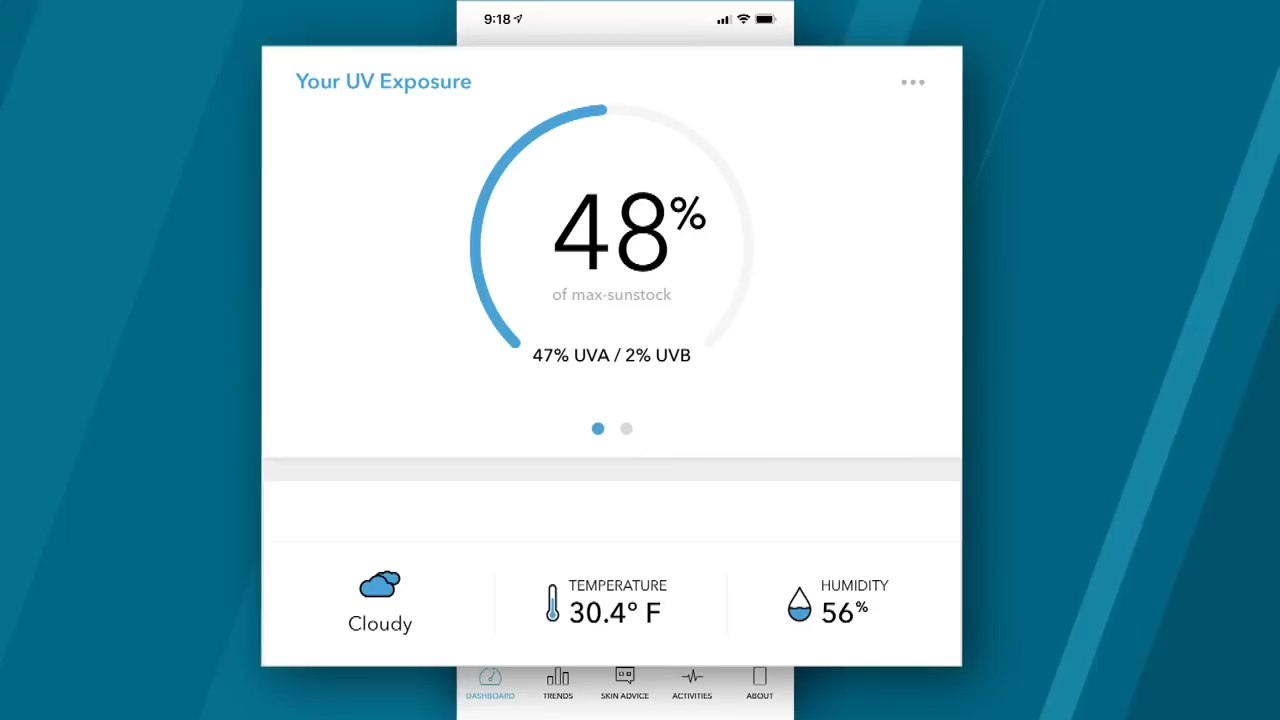 9:18
Your UV Exposure
48%
of max-sunstock
47% UVA / 2% UVB
Cloudy
TEMPERATURE
30.4° F
HUMIDITY
56%
DASHBOARD
TRENDS
SKIN ADVICE
ACTIVITIES
ABOUT